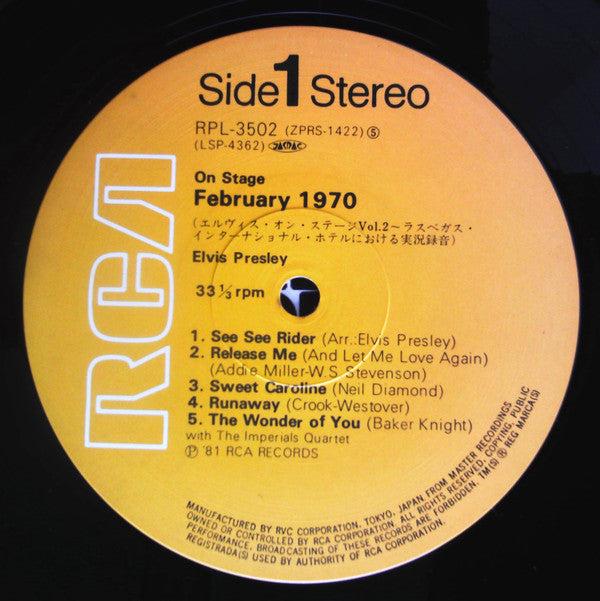 Side 1 Stereo
RPL-3502 (ZPRS-1422) ⑤
(LSP-4362) JASRAC
On Stage
February 1970
(エルヴィス・オン・ステージVol.2～ラスベガス・
インターナショナル・ホテルにおける実況録音)
Elvis Presley
33 1/3 rpm
RCA
1. See See Rider (Arr.:Elvis Presley)
2. Release Me (And Let Me Love Again)
(Addie Miller-W.S Stevenson)
3. Sweet Caroline (Neil Diamond)
4. Runaway (Crook-Westover)
5. The Wonder of You (Baker Knight)
with The Imperials Quartet
Ⓟ '81 RCA RECORDS
MANUFACTURED BY RVC CORPORATION, TOKYO, JAPAN FROM MASTER RECORDINGS
OWNED OR CONTROLLED BY RCA CORPORATION. ALL RIGHTS RESERVED, COPYING, PUBLIC
PERFORMANCE, BROADCASTING OF THESE RECORDS ARE FORBIDDEN. TM(S) ® REG MARCA(S)
REGISTRADA(S) USED BY AUTHORITY OF RCA CORPORATION.